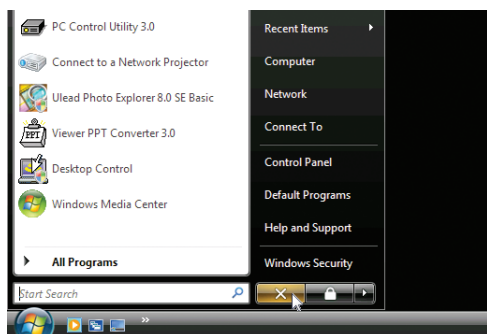 PC Control Utility 3.0
Connect to a Network Projector
Ulead Photo Explorer 8.0 SE Basic
PPT
Viewer PPT Converter 3.0
Desktop Control
Windows Media Center
All Programs
Start Search
Recent Items
Computer
Network
Connect To
Control Panel
Default Programs
Help and Support
Windows Security